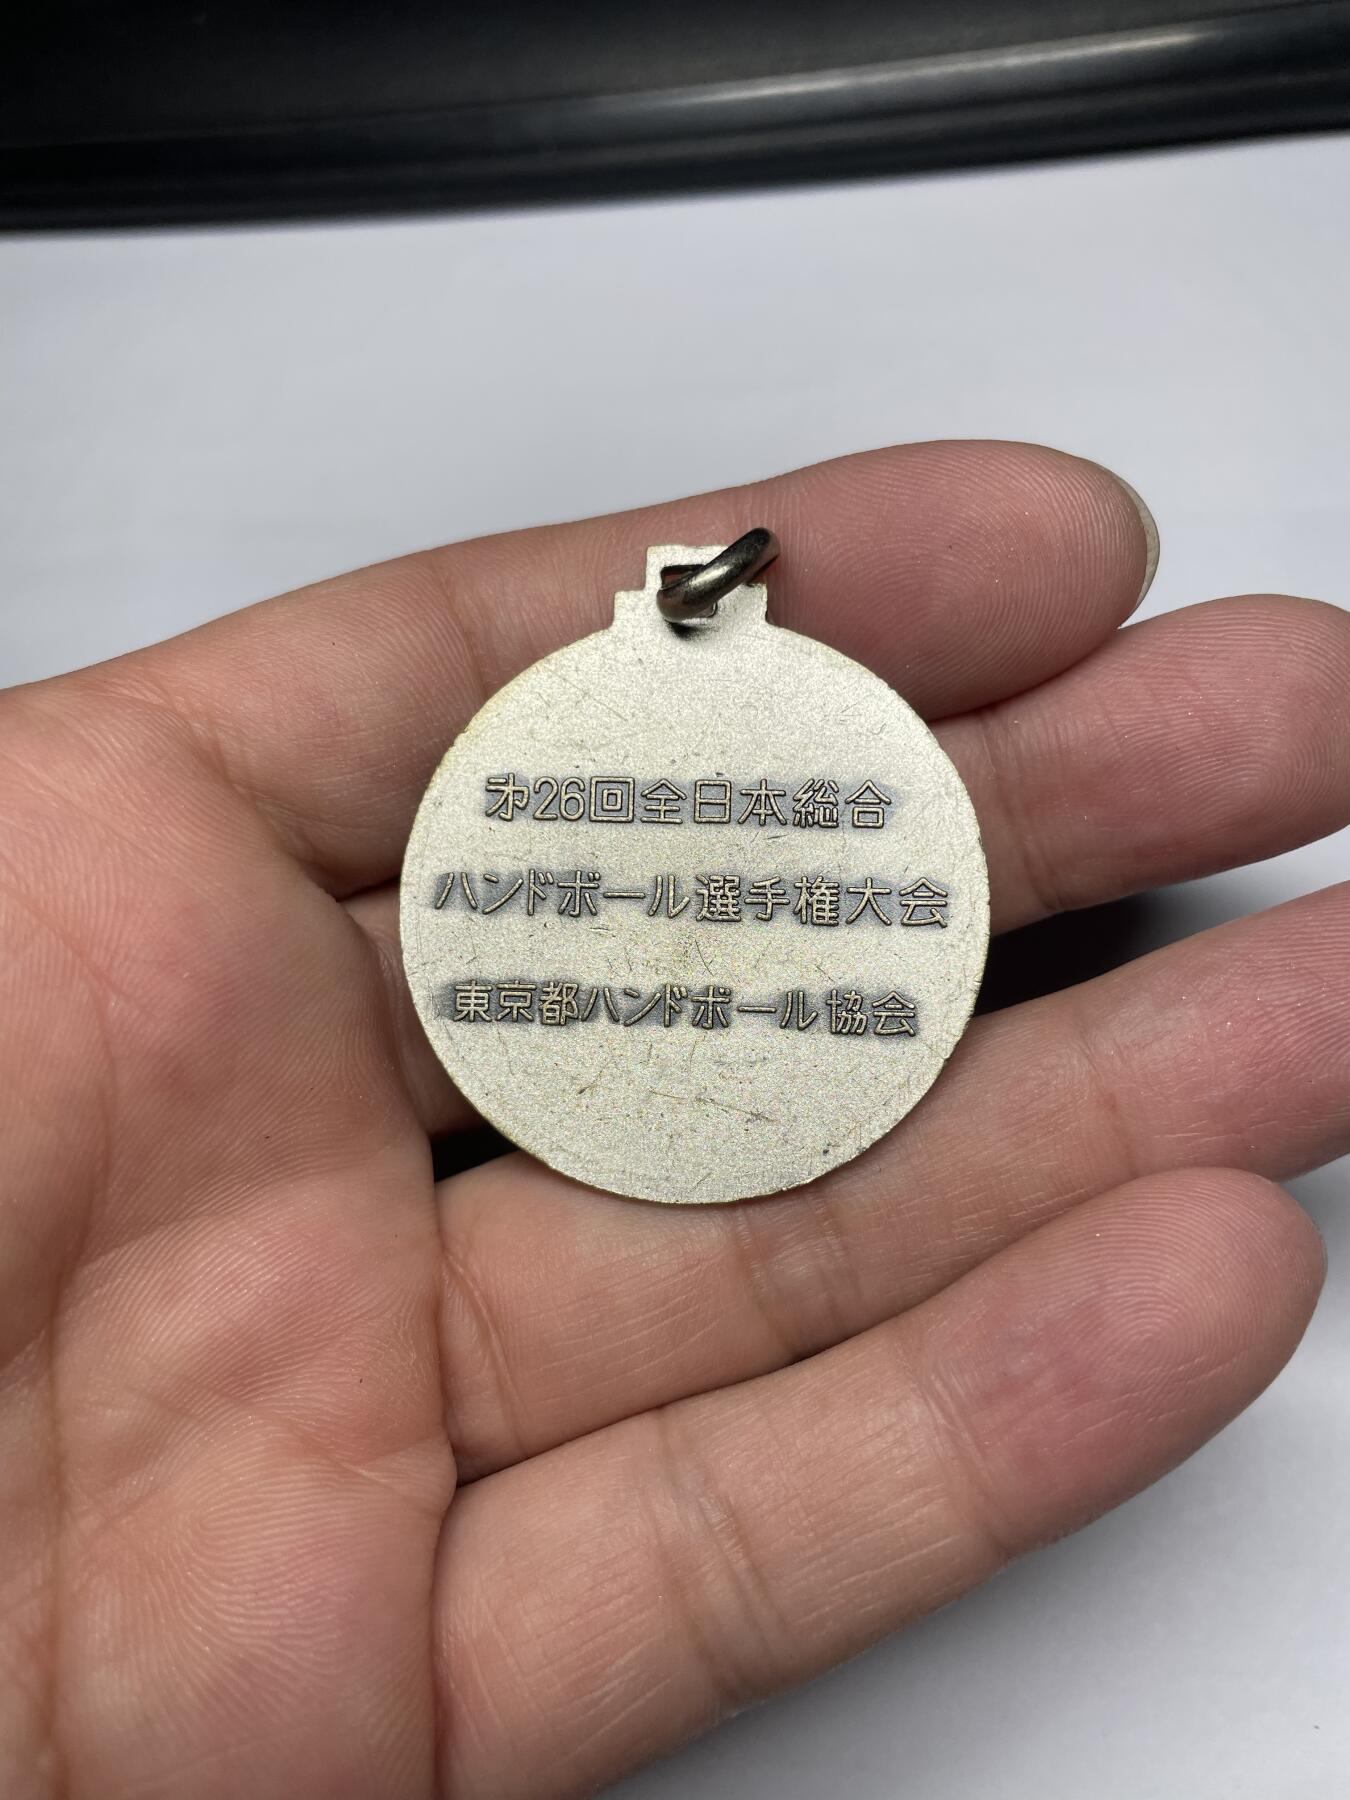 㐧26回全日本総合
ハンドボール選手権大会
東京都ハンドボール協会